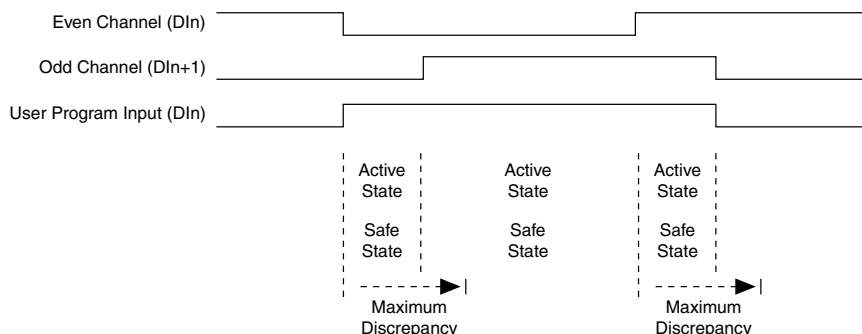 Even Channel (DIn)
Odd Channel (DIn+1)
User Program Input (DIn)
Active
State
Active
State
Active
State
Safe
State
Safe
State
Safe
State
Maximum
Discrepancy
Maximum
Discrepancy